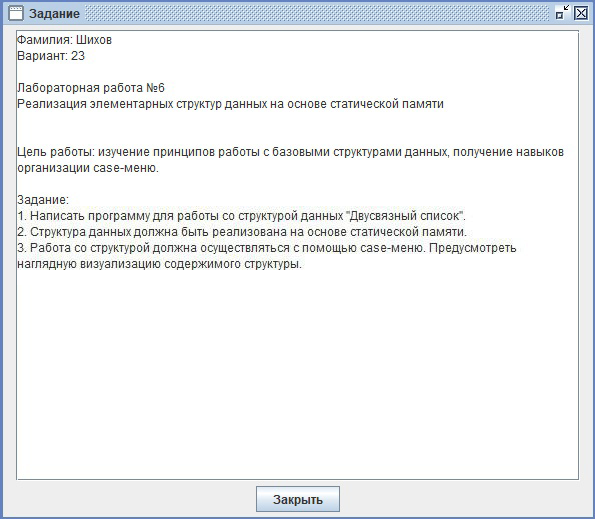 Задание
Фамилия: Шихов
Вариант: 23
Лабораторная работа №6
Реализация элементарных структур данных на основе статической памяти
Цель работы: изучение принципов работы с базовыми структурами данных, получение навыков
организации case-меню.
Задание:
1. Написать программу для работы со структурой данных "Двусвязный список".
2. Структура данных должна быть реализована на основе статической памяти.
3. Работа со структурой должна осуществляться с помощью case-меню. Предусмотреть
наглядную визуализацию содержимого структуры.
Закрыть